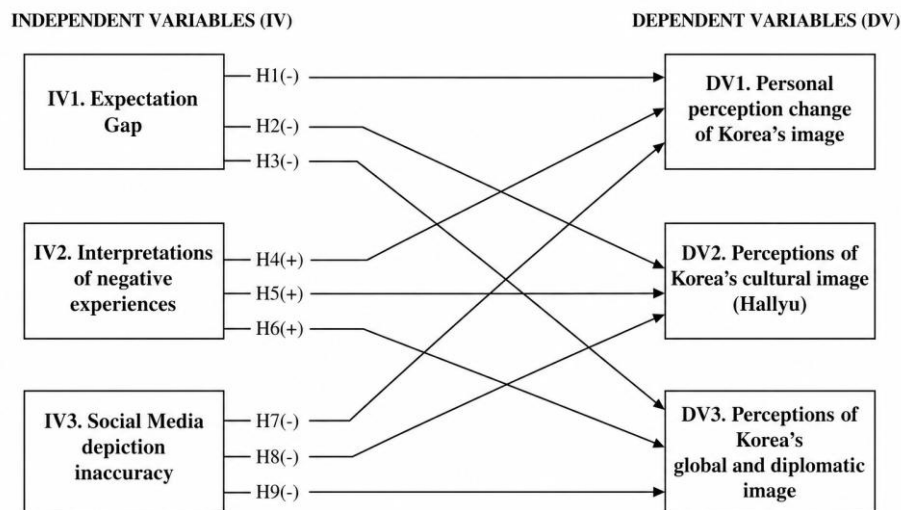 INDEPENDENT VARIABLES (IV)
DEPENDENT VARIABLES (DV)
IV1. Expectation
Gap
H1(-)
H2(-)
H3(-)
DV1. Personal
perception change
of Korea's image
IV2. Interpretations
of negative
experiences
H4(+)
H5(+)
H6(+)
DV2. Perceptions of
Korea's cultural image
(Hallyu)
IV3. Social Media
depiction
inaccuracy
H7(-)
H8(-)
H9(-)
DV3. Perceptions of
Korea's
global and diplomatic
image